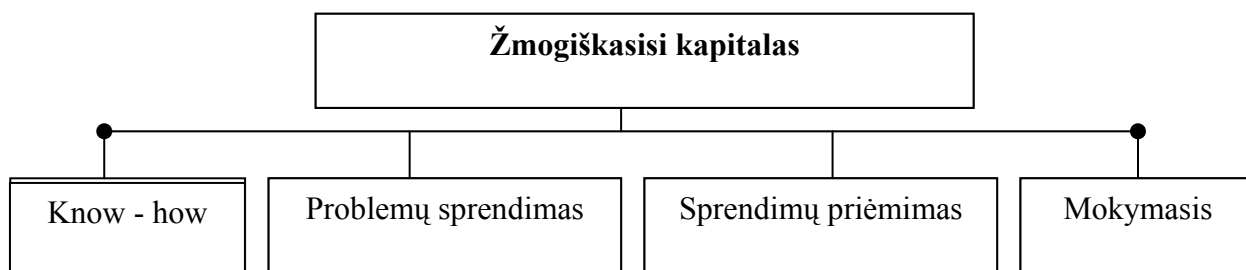 Žmogiškasisi kapitalas
Know - how
Problemų sprendimas
Sprendimų priėmimas
Mokymasis